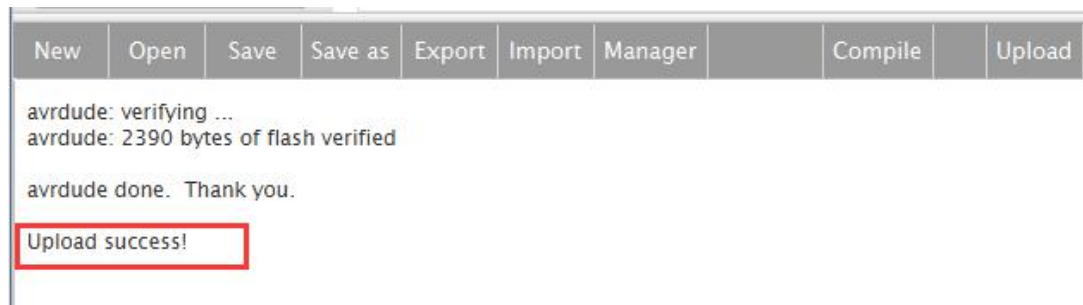 New Open Save Save as Export Import Manager Compile Upload
avrdude: verifying ...
avrdude: 2390 bytes of flash verified
avrdude done.  Thank you.
Upload success!